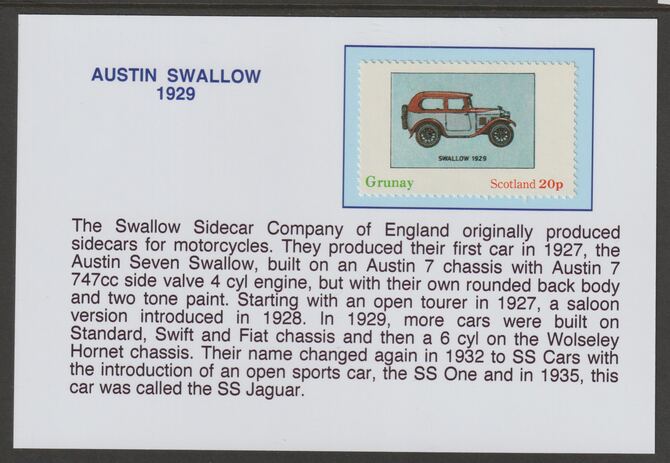 AUSTIN SWALLOW
1929
SWALLOW 1929
Grunay Scotland 20p
The Swallow Sidecar Company of England originally produced
sidecars for motorcycles. They produced their first car in 1927, the
Austin Seven Swallow, built on an Austin 7 chassis with Austin 7
747cc side valve 4 cyl engine, but with their own rounded back body
and two tone paint. Starting with an open tourer in 1927, a saloon
version introduced in 1928. In 1929, more cars were built on
Standard, Swift and Fiat chassis and then a 6 cyl on the Wolseley
Hornet chassis. Their name changed again in 1932 to SS Cars with
the introduction of an open sports car, the SS One and in 1935, this
car was called the SS Jaguar.